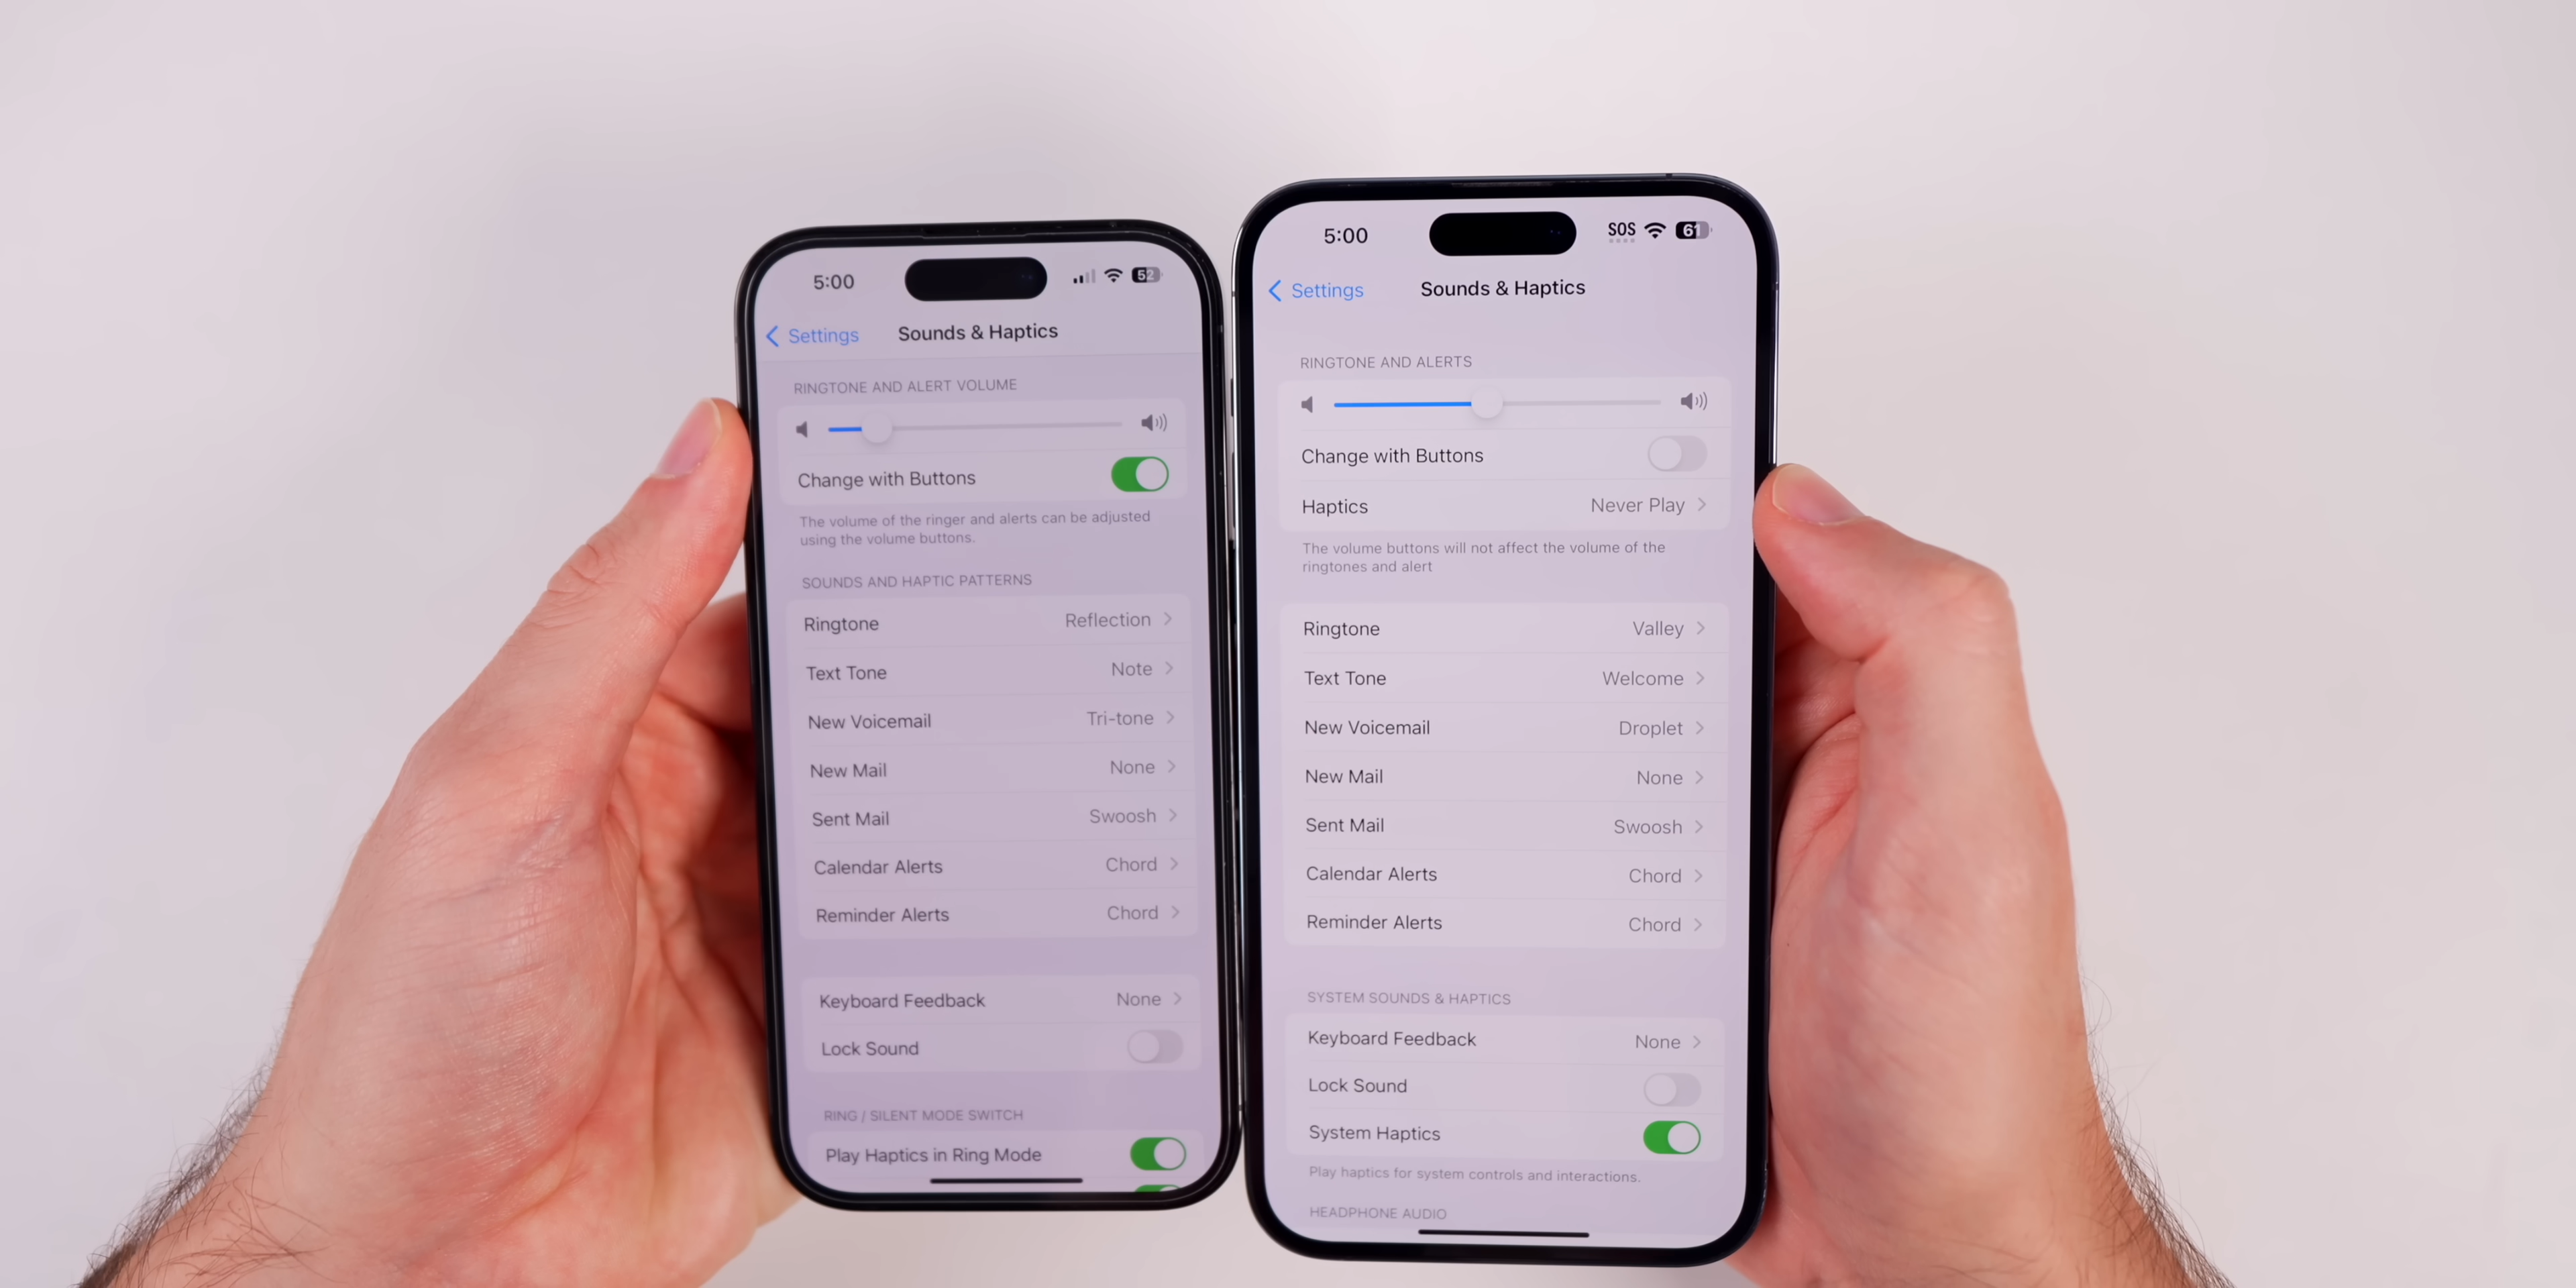 5:00
52
Settings
Sounds & Haptics
RINGTONE AND ALERT VOLUME
Change with Buttons
The volume of the ringer and alerts can be adjusted
using the volume buttons.
SOUNDS AND HAPTIC PATTERNS
Ringtone Reflection
Text Tone Note
New Voicemail Tri-tone
New Mail None
Sent Mail Swoosh
Calendar Alerts Chord
Reminder Alerts Chord
Keyboard Feedback None
Lock Sound
RING / SILENT MODE SWITCH
Play Haptics in Ring Mode
5:00
SOS 61
Settings
Sounds & Haptics
RINGTONE AND ALERTS
Change with Buttons
Haptics Never Play
The volume buttons will not affect the volume of the
ringtones and alert
Ringtone Valley
Text Tone Welcome
New Voicemail Droplet
New Mail None
Sent Mail Swoosh
Calendar Alerts Chord
Reminder Alerts Chord
SYSTEM SOUNDS & HAPTICS
Keyboard Feedback None
Lock Sound
System Haptics
Play haptics for system controls and interactions.
HEADPHONE AUDIO